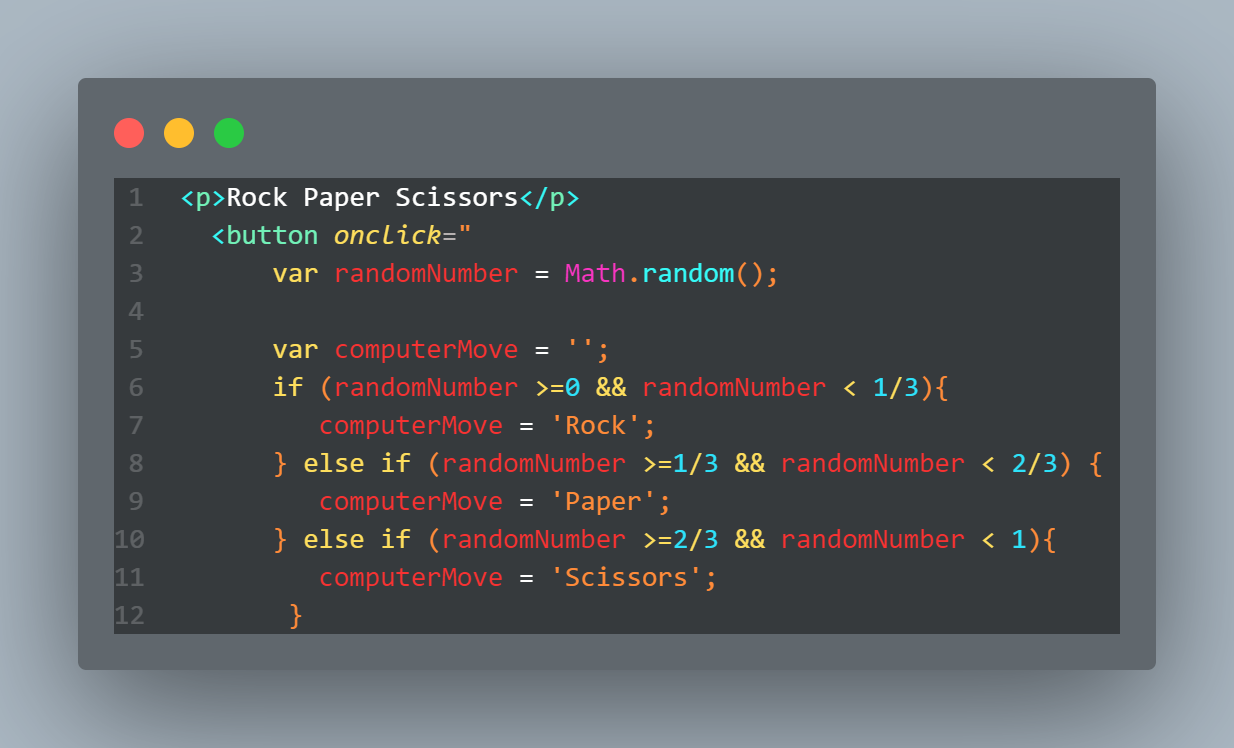 1 <p>Rock Paper Scissors</p>
2 <button onclick="
3 var randomNumber = Math.random();
4
5 var computerMove = '';
6 if (randomNumber >=0 && randomNumber < 1/3){
7 computerMove = 'Rock';
8 } else if (randomNumber >=1/3 && randomNumber < 2/3) {
9 computerMove = 'Paper';
10 } else if (randomNumber >=2/3 && randomNumber < 1){
11 computerMove = 'Scissors';
12 }